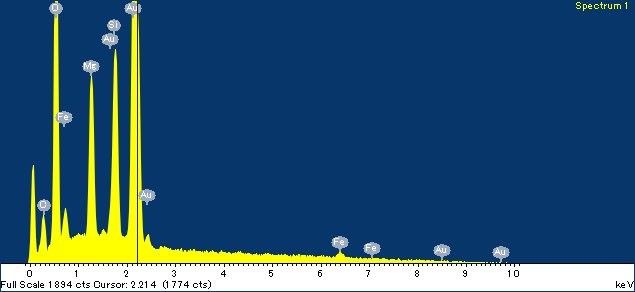 Spectrum 1
O
Au
Si
Au
Mg
Fe
Au
C
Fe
Fe
Au
Au
0 1 2 3 4 5 6 7 8 9 10
Full Scale 1894 cts Cursor: 2.214 (1774 cts) keV